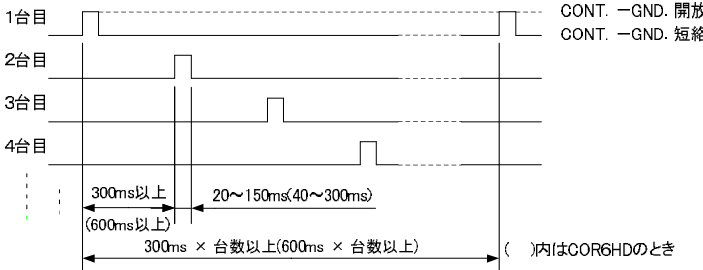 1台目
CONT. －GND. 開放
CONT. －GND. 短絡
2台目
3台目
4台目
300ms以上
20～150ms(40～300ms)
(600ms以上)
300ms × 台数以上(600ms × 台数以上)
(　)内はCOR6HDのとき